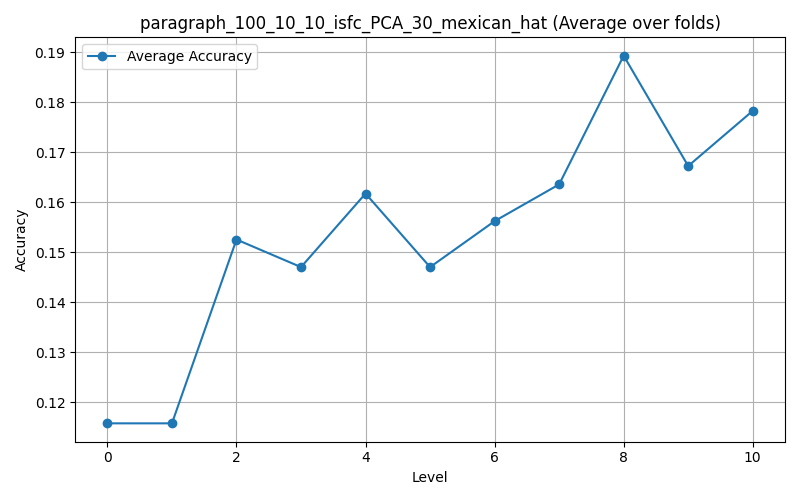 paragraph_100_10_10_isfc_PCA_30_mexican_hat (Average over folds)
Average Accuracy
Accuracy
0.19
0.18
0.17
0.16
0.15
0.14
0.13
0.12
0 2 4 6 8 10
Level